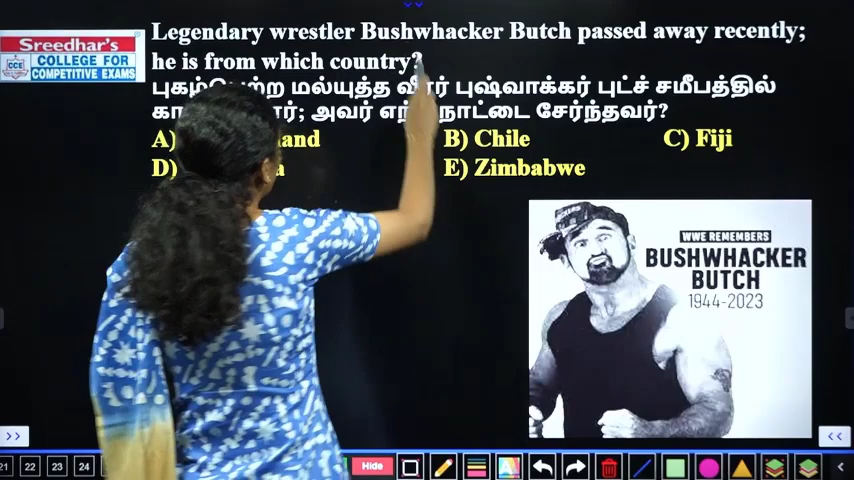 Legendary wrestler Bushwhacker Butch passed away recently;
Sreedhar's
CCE
COLLEGE FOR
COMPETITIVE EXAMS
he is from which country?
மல்யுத்த வீரர் புஷ்வாக்கர் புட்ச் சமீபத்தில்
அவர் நாட்டை சேர்ந்தவர்?
A) B) Chile C) Fiji
D) E) Zimbabwe
WWE REMEMBERS
BUSHWHACKER
BUTCH
1944-2023
>> <<
21 22 23 24 Hide